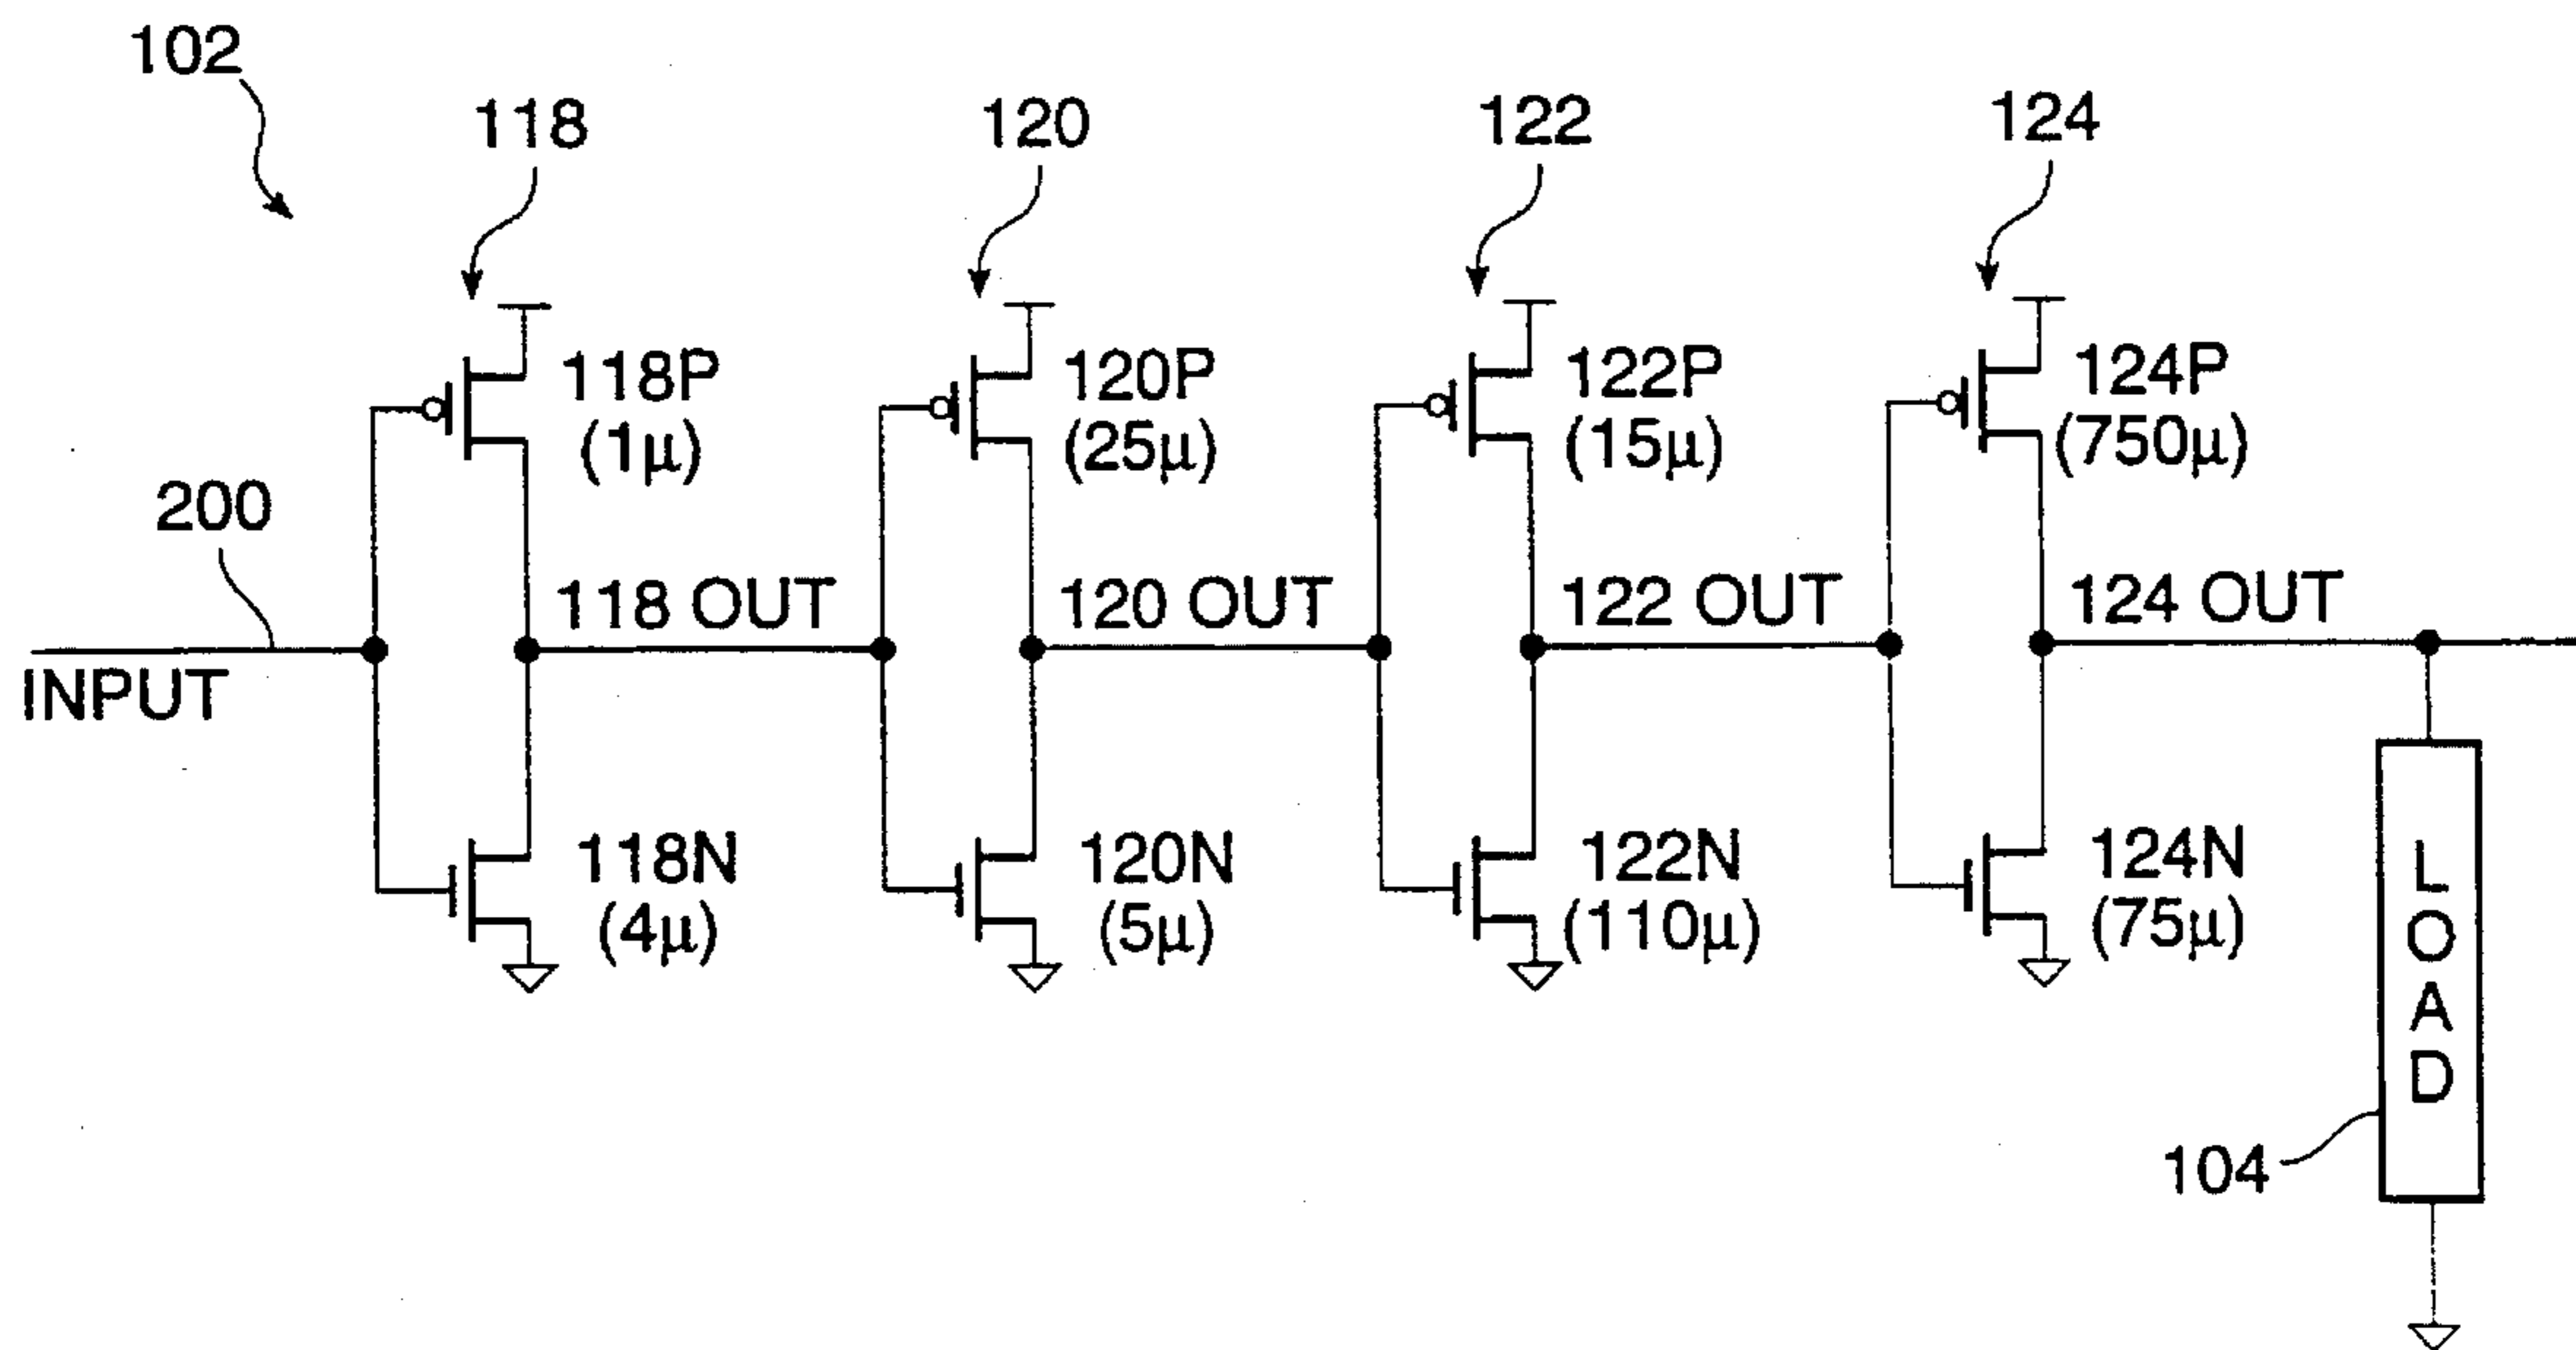 102
118
120
122
124
118P
(1µ)
120P
(25µ)
122P
(15µ)
124P
(750µ)
200
118 OUT
120 OUT
122 OUT
124 OUT
INPUT
118N
(4µ)
120N
(5µ)
122N
(110µ)
124N
(75µ)
LOAD
104